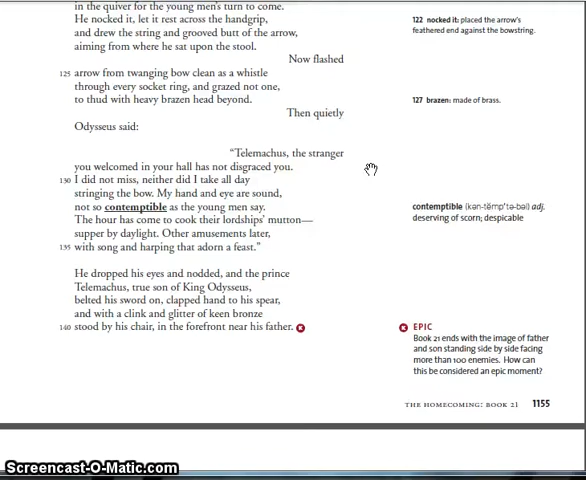 in the quiver for the young men's turn to come.
He nocked it, let it rest across the handgrip,
and drew the string and grooved butt of the arrow,
aiming from where he sat upon the stool.
Now flashed
125 arrow from twanging bow clean as a whistle
through every socket ring, and grazed not one,
to thud with heavy brazen head beyond.
Then quietly
Odysseus said:
“Telemachus, the stranger
you welcomed in your hall has not disgraced you.
130 I did not miss, neither did I take all day
stringing the bow. My hand and eye are sound,
not so contemptible as the young men say.
The hour has come to cook their lordships' mutton—
supper by daylight. Other amusements later,
135 with song and harping that adorn a feast.”
He dropped his eyes and nodded, and the prince
Telemachus, true son of King Odysseus,
belted his sword on, clapped hand to his spear,
and with a clink and glitter of keen bronze
140 stood by his chair, in the forefront near his father. K
122 nocked it: placed the arrow's
feathered end against the bowstring.
127 brazen: made of brass.
contemptible (kən-tĕmp'tə-bəl) adj.
deserving of scorn; despicable
K EPIC
Book 21 ends with the image of father
and son standing side by side facing
more than 100 enemies. How can
this be considered an epic moment?
THE HOMECOMING: BOOK 21 1155
Screencast-O-Matic.com